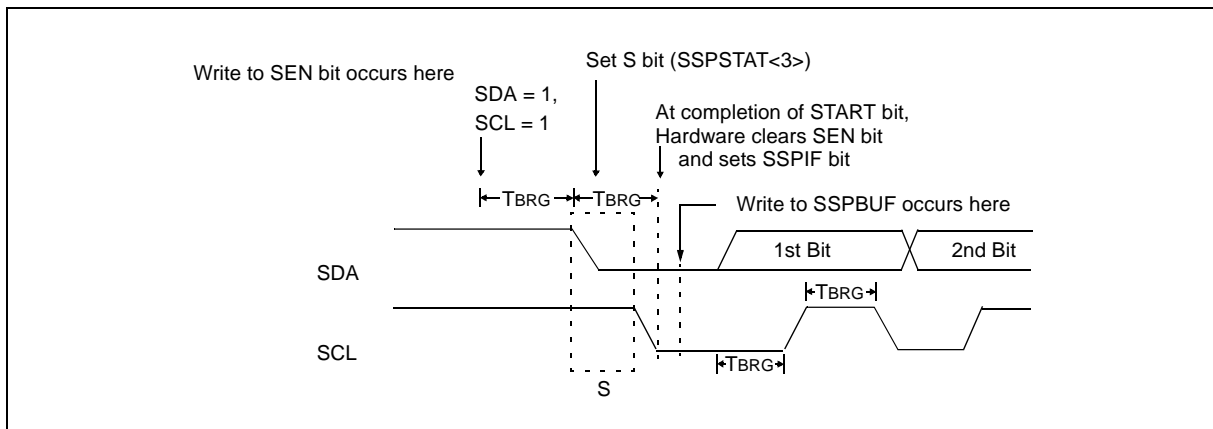 Write to SEN bit occurs here
Set S bit (SSPSTAT<3>)
SDA = 1,
SCL = 1
At completion of START bit,
Hardware clears SEN bit
and sets SSPIF bit
TBRG
TBRG
Write to SSPBUF occurs here
1st Bit
2nd Bit
SDA
TBRG
SCL
TBRG
S